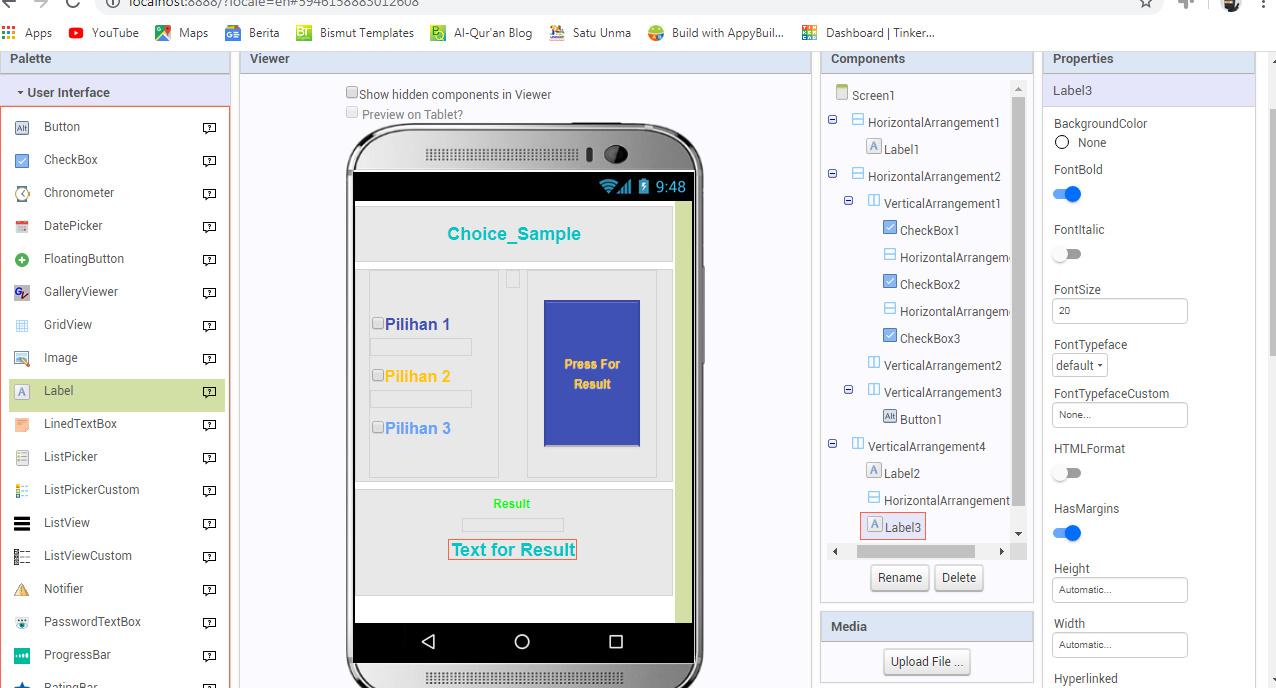 localhost:8888/?locale=en#5946158883012608
Apps YouTube Maps Berita Bismut Templates Al-Qur'an Blog Satu Unma Build with AppyBuil... Dashboard | Tinker...
Palette
User Interface
Button
CheckBox
Chronometer
DatePicker
FloatingButton
GalleryViewer
GridView
Image
Label
LinedTextBox
ListPicker
ListPickerCustom
ListView
ListViewCustom
Notifier
PasswordTextBox
ProgressBar
RatingBar
Viewer
Show hidden components in Viewer
Preview on Tablet?
9:48
Choice_Sample
Pilihan 1
Pilihan 2
Pilihan 3
Press For
Result
Result
Text for Result
Components
Screen1
HorizontalArrangement1
Label1
HorizontalArrangement2
VerticalArrangement1
CheckBox1
HorizontalArrangem
CheckBox2
HorizontalArrangem
CheckBox3
VerticalArrangement2
VerticalArrangement3
Button1
VerticalArrangement4
Label2
HorizontalArrangement
Label3
Rename Delete
Media
Upload File ...
Properties
Label3
BackgroundColor
None
FontBold
FontItalic
FontSize
20
FontTypeface
default
FontTypefaceCustom
None...
HTMLFormat
HasMargins
Height
Automatic...
Width
Automatic...
Hyperlinked